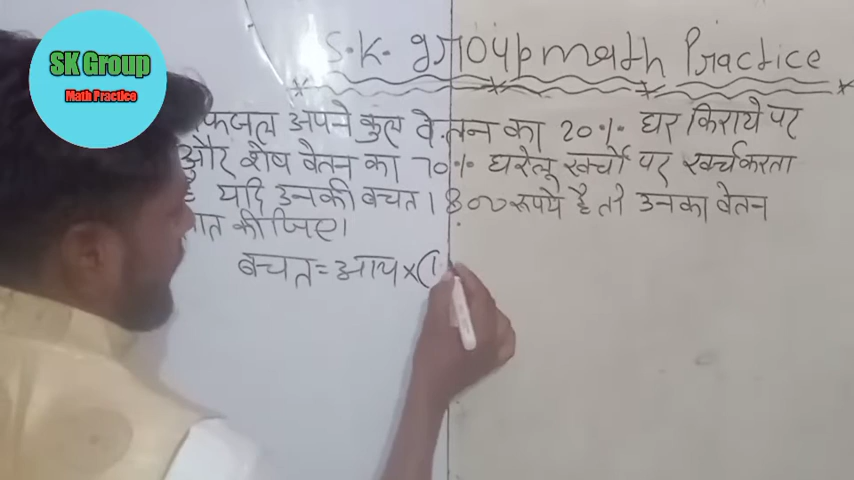 SK Group
Math Practice
S.K. group math Practice
फजल अपने कुल वेतन का 20% घर किराये पर
और शेष वेतन का 70% घरेलू खर्चों पर खर्च करता
है यदि उनकी बचत 1800 रूपये है तो उनका वेतन
ात कीजिए।
बचत = आय × (1